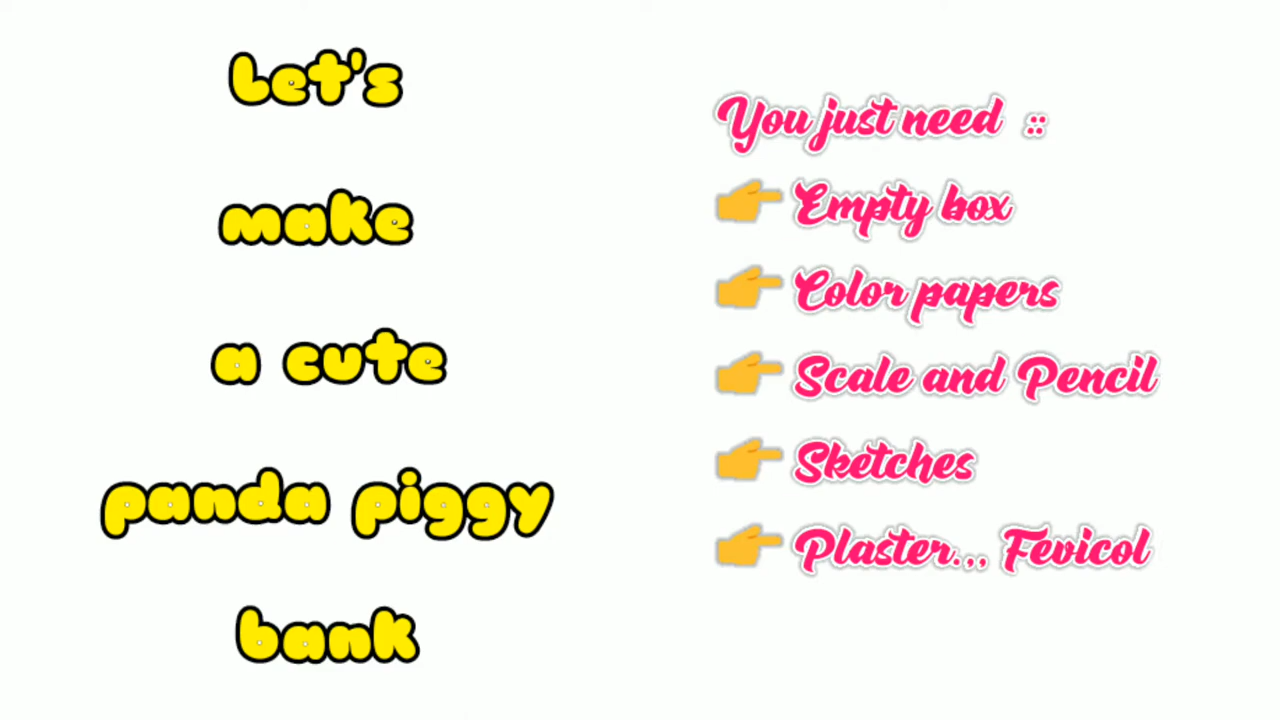 Let's
make
a cute
panda piggy
bank
You just need ::
👉 Empty box
👉 Color papers
👉 Scale and Pencil
👉 Sketches
👉 Plaster.,, Fevicol